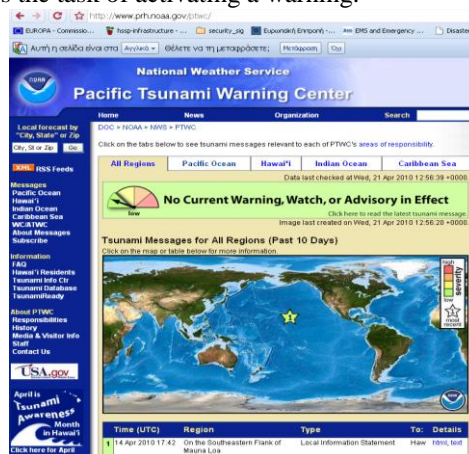 s the task of activating a warning.
http://www.prh.noaa.gov/ptwc/
EUROPA - Commissio...
hssp-infrastructure - ...
security_sig
Ευρωπαϊκή Επιτροπή -...
EMS and Emergency ...
Disaster
Αυτή η σελίδα είναι στα Αγγλικά Θέλετε να τη μεταφράσετε; Μετάφραση Όχι
National Weather Service
Pacific Tsunami Warning Center
Home News Organization Search
Local forecast by
"City, State" or Zip
City, St or Zip Go
XML RSS Feeds
Messages
Pacific Ocean
Hawai'i
Indian Ocean
Caribbean Sea
WC/ATWC
About Messages
Subscribe
Information
FAQ
Hawai'i Residents
Tsunami Info Ctr
Tsunami Database
TsunamiReady
About PTWC
Responsibilities
History
Media & Visitor Info
Staff
Contact Us
USA.gov
April is
Tsunami
Awareness
Month
in Hawai'i
Click here for April
DOC > NOAA > NWS > PTWC
Click on the tabs below to see tsunami messages relevant to each of PTWC's areas of responsibility.
All Regions Pacific Ocean Hawai'i Indian Ocean Caribbean Sea
Data last checked at Wed, 21 Apr 2010 12:56:39 +0000
low
No Current Warning, Watch, or Advisory in Effect
Click here to read the latest tsunami message.
Image last created on Wed, 21 Apr 2010 12:56:28 +0000
Tsunami Messages for All Regions (Past 10 Days)
Click on the map or table below for more information.
high
severity
low
most
recent
1
Time (UTC) Region Type To: Details
1 14 Apr 2010 17:42 On the Southeastern Flank of Mauna Loa Local Information Statement Haw html, text